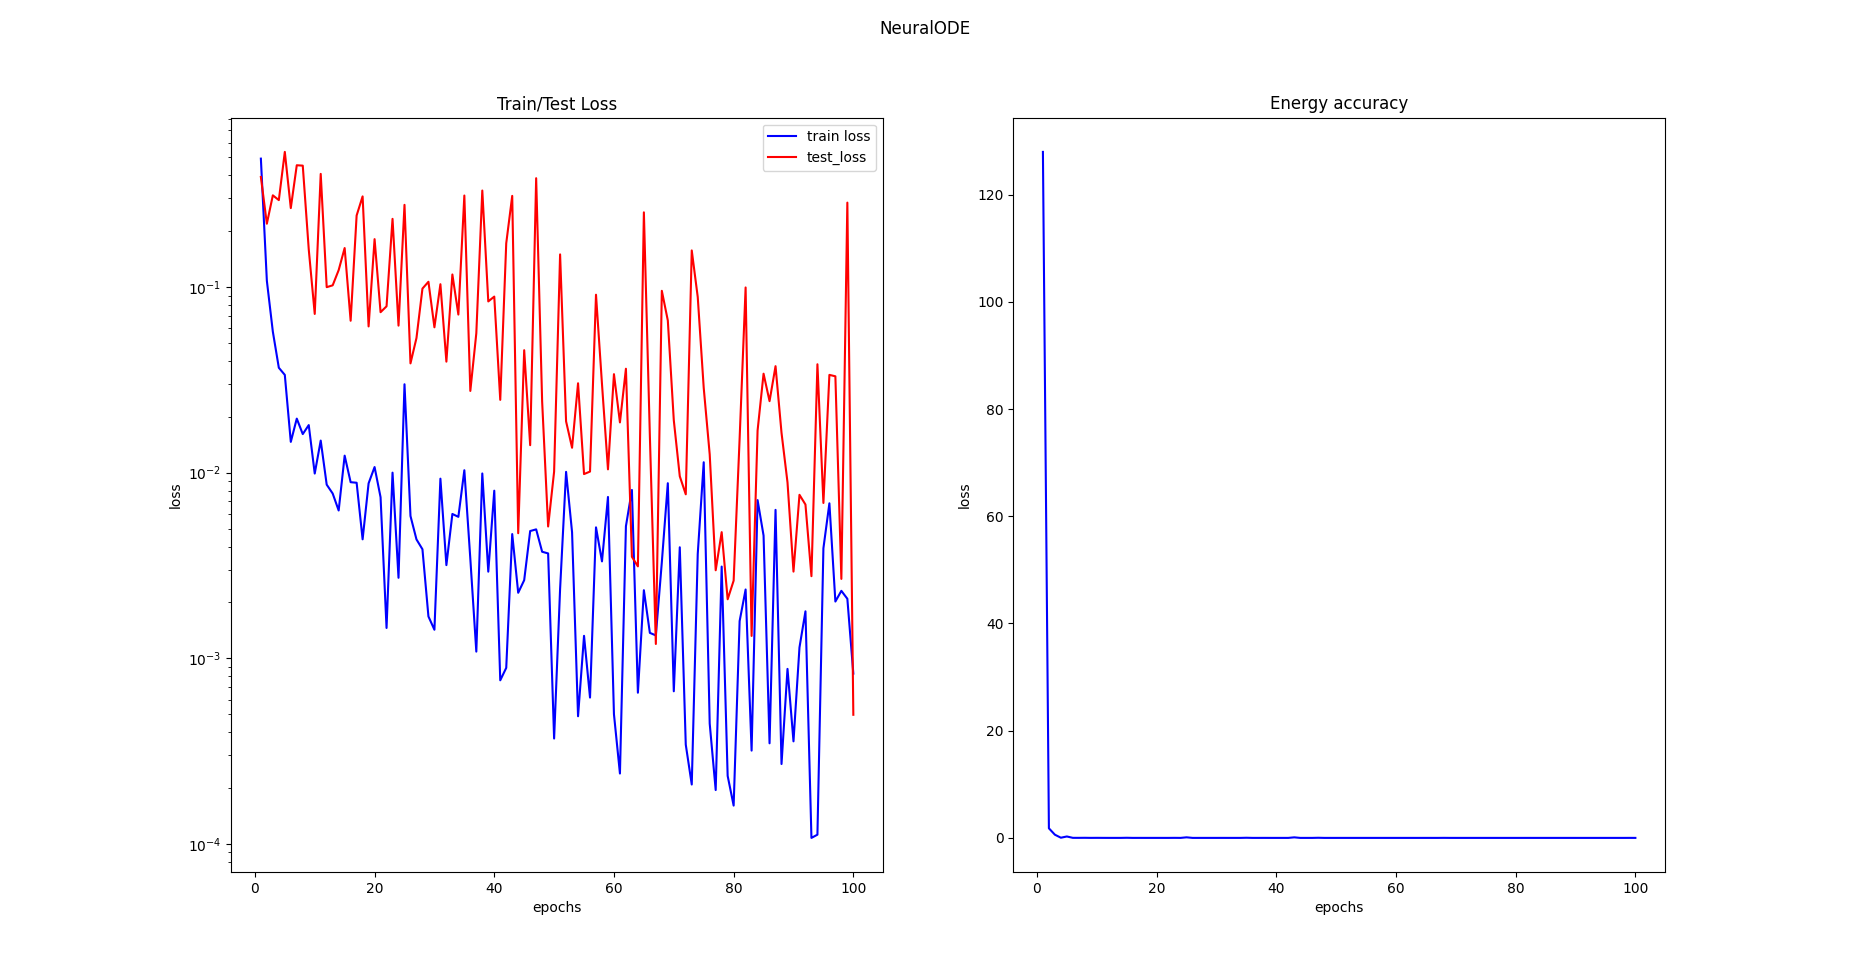 NeuralODE
Train/Test Loss
train loss
test_loss
10⁻¹
10⁻²
10⁻³
10⁻⁴
loss
0 20 40 60 80 100
epochs
Energy accuracy
120
100
80
60
40
20
0
loss
0 20 40 60 80 100
epochs